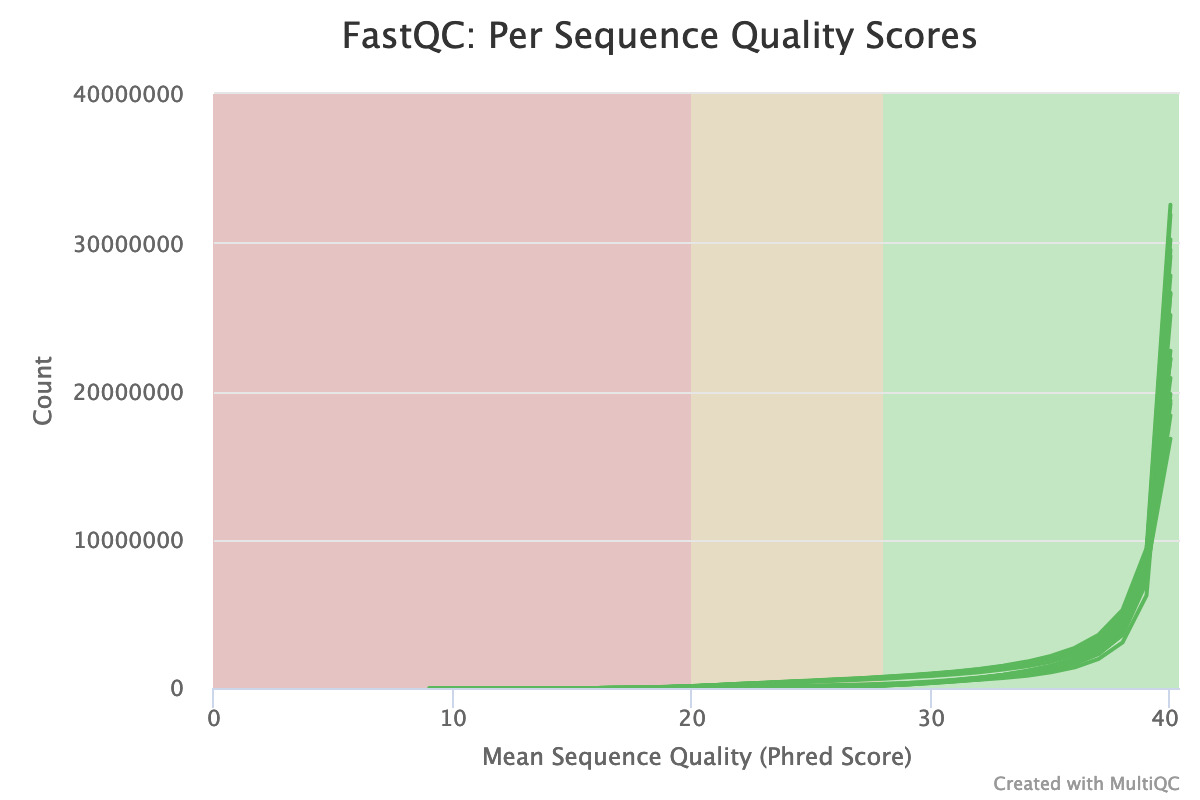 FastQC: Per Sequence Quality Scores
40000000
30000000
20000000
10000000
0
Count
0 10 20 30 40
Mean Sequence Quality (Phred Score)
Created with MultiQC